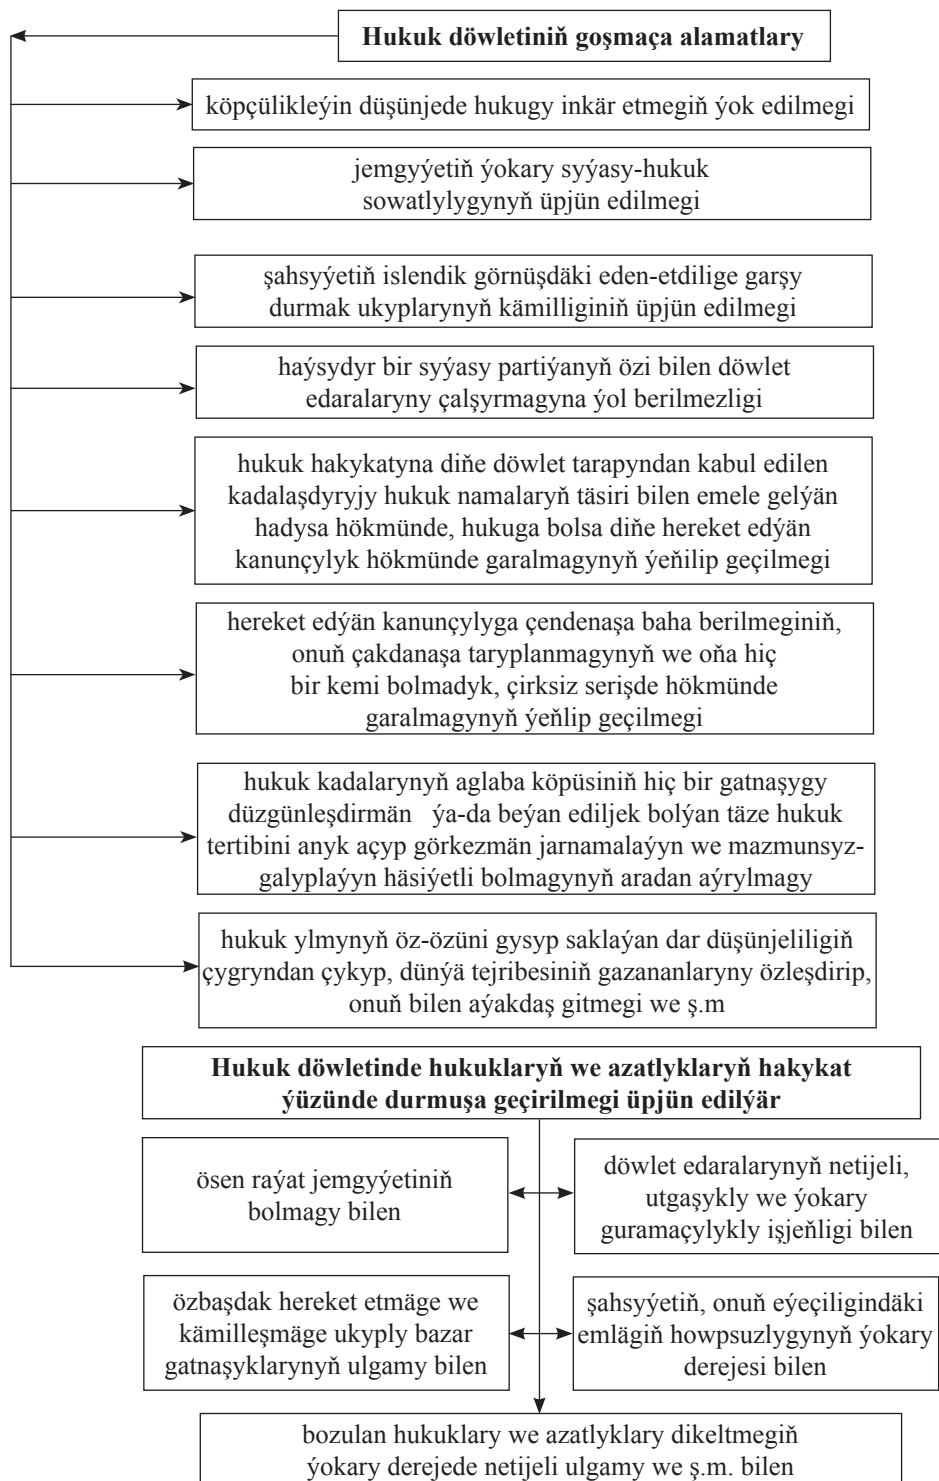 Hukuk döwletiniň goşmaça alamatlary
köpçülikleýin düşünjede hukugy inkär etmegiň ýok edilmegi
jemgyýetiň ýokary syýasy-hukuk
sowatlylygynyň üpjün edilmegi
şahsyýetiň islendik görnüşdäki eden-etdilige garşy
durmak ukyplarynyň kämilliginiň üpjün edilmegi
haýsydyr bir syýasy partiýanyň özi bilen döwlet
edaralaryny çalşyrmagyna ýol berilmezligi
hukuk hakykatyna diňe döwlet tarapyndan kabul edilen
kadalaşdyryjy hukuk namalaryň täsiri bilen emele gelýän
hadysa hökmünde, hukuga bolsa diňe hereket edýän
kanunçylyk hökmünde garalmagynyň ýeňilip geçilmegi
hereket edýän kanunçylyga çendenaşa baha berilmeginiň,
onuň çakdanaşa taryplanmagynyň we oňa hiç
bir kemi bolmadyk, çirksiz serişde hökmünde
garalmagynyň ýeňlip geçilmegi
hukuk kadalarynyň aglaba köpüsiniň hiç bir gatnaşygy
düzgünleşdirmän ýa-da beýan ediljek bolýan täze hukuk
tertibini anyk açyp görkezmän jarnamalaýyn we mazmunsyz-
galyplaýyn häsiýetli bolmagynyň aradan aýrylmagy
hukuk ylmynyň öz-özüni gysyp saklaýan dar düşünjeliligiň
çygryndan çykyp, dünýä tejribesiniň gazananlaryny özleşdirip,
onuň bilen aýakdaş gitmegi we ş.m
Hukuk döwletinde hukuklaryň we azatlyklaryň hakykat
ýüzünde durmuşa geçirilmegi üpjün edilýär
ösen raýat jemgyýetiniň
bolmagy bilen
döwlet edaralarynyň netijeli,
utgaşykly we ýokary
guramaçylykly işjeňligi bilen
özbaşdak hereket etmäge we
kämilleşmäge ukyply bazar
gatnaşyklarynyň ulgamy bilen
şahsyýetiň, onuň eýeçiligindäki
emlägiň howpsuzlygynyň ýokary
derejesi bilen
bozulan hukuklary we azatlyklary dikeltmegiň
ýokary derejede netijeli ulgamy we ş.m. bilen